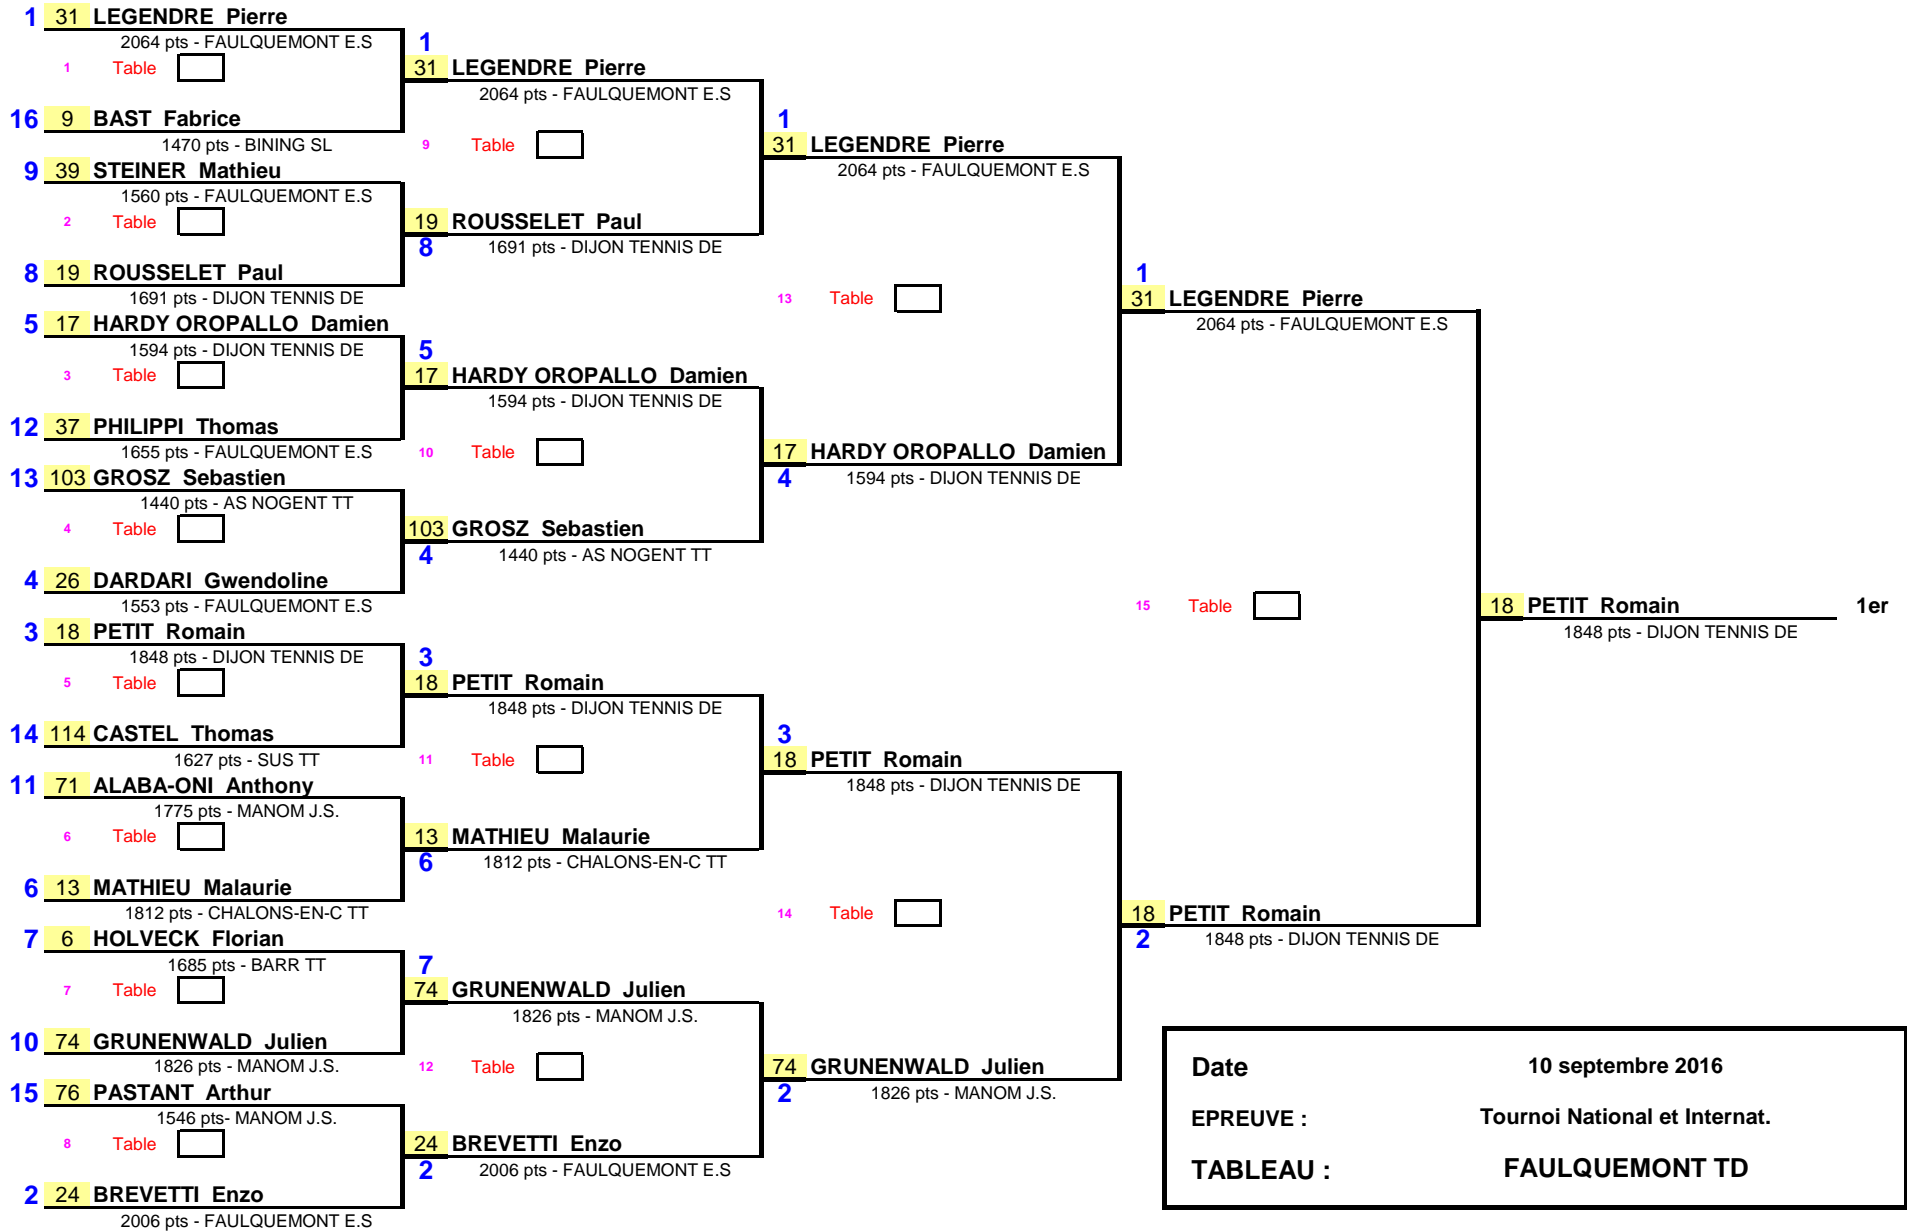 1 31 LEGENDRE Pierre
2064 pts - FAULQUEMONT E.S
1 Table
16 9 BAST Fabrice
1470 pts - BINING SL
9 39 STEINER Mathieu
1560 pts - FAULQUEMONT E.S
2 Table
8 19 ROUSSELET Paul
1691 pts - DIJON TENNIS DE
5 17 HARDY OROPALLO Damien
1594 pts - DIJON TENNIS DE
3 Table
12 37 PHILIPPI Thomas
1655 pts - FAULQUEMONT E.S
13 103 GROSZ Sebastien
1440 pts - AS NOGENT TT
4 Table
4 26 DARDARI Gwendoline
1553 pts - FAULQUEMONT E.S
3 18 PETIT Romain
1848 pts - DIJON TENNIS DE
5 Table
14 114 CASTEL Thomas
1627 pts - SUS TT
11 71 ALABA-ONI Anthony
1775 pts - MANOM J.S.
6 Table
6 13 MATHIEU Malaurie
1812 pts - CHALONS-EN-C TT
7 6 HOLVECK Florian
1685 pts - BARR TT
7 Table
10 74 GRUNENWALD Julien
1826 pts - MANOM J.S.
15 76 PASTANT Arthur
1546 pts- MANOM J.S.
8 Table
2 24 BREVETTI Enzo
2006 pts - FAULQUEMONT E.S
1
31 LEGENDRE Pierre
2064 pts - FAULQUEMONT E.S
9 Table
19 ROUSSELET Paul
8 1691 pts - DIJON TENNIS DE
5
17 HARDY OROPALLO Damien
1594 pts - DIJON TENNIS DE
10 Table
103 GROSZ Sebastien
4 1440 pts - AS NOGENT TT
3
18 PETIT Romain
1848 pts - DIJON TENNIS DE
11 Table
13 MATHIEU Malaurie
6 1812 pts - CHALONS-EN-C TT
7
74 GRUNENWALD Julien
1826 pts - MANOM J.S.
12 Table
24 BREVETTI Enzo
2 2006 pts - FAULQUEMONT E.S
1
31 LEGENDRE Pierre
2064 pts - FAULQUEMONT E.S
13 Table
17 HARDY OROPALLO Damien
4 1594 pts - DIJON TENNIS DE
3
18 PETIT Romain
1848 pts - DIJON TENNIS DE
14 Table
74 GRUNENWALD Julien
2 1826 pts - MANOM J.S.
1
31 LEGENDRE Pierre
2064 pts - FAULQUEMONT E.S
15 Table
18 PETIT Romain
2 1848 pts - DIJON TENNIS DE
18 PETIT Romain 1er
1848 pts - DIJON TENNIS DE
Date 10 septembre 2016
EPREUVE : Tournoi National et Internat.
TABLEAU : FAULQUEMONT TD